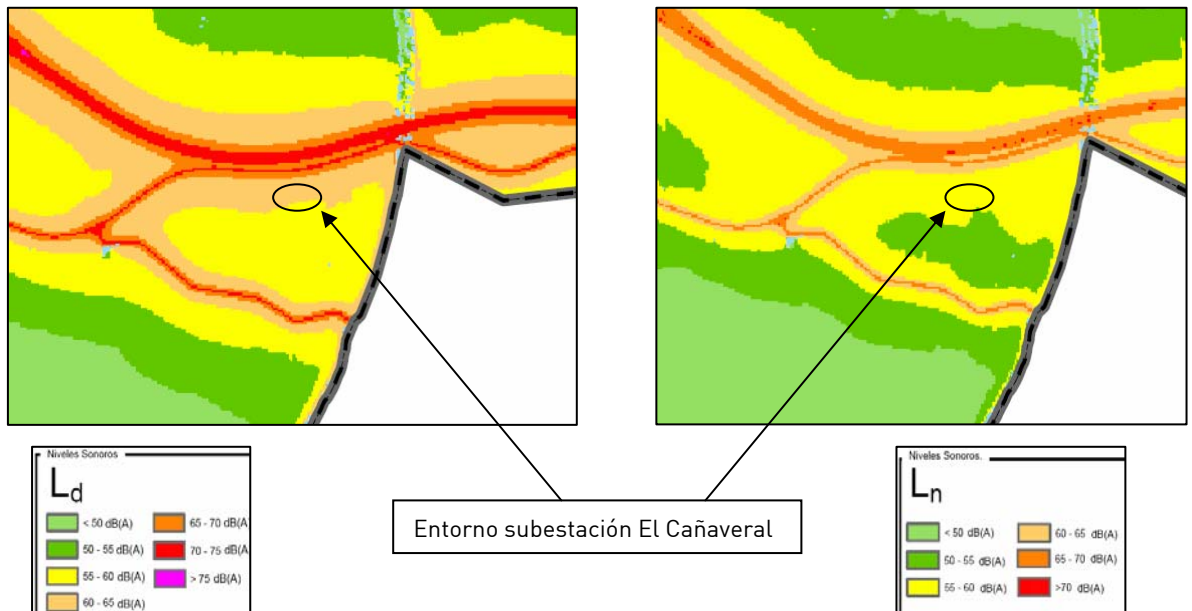 Niveles Sonoros
Ld
< 50 dB(A)
50 - 55 dB(A)
55 - 60 dB(A)
60 - 65 dB(A)
65 - 70 dB(A
70 - 75 dB(A
> 75 dB(A)
Entorno subestación El Cañaveral
Niveles Sonoros.
Ln
< 50 dB(A)
50 - 55 dB(A)
55 - 60 dB(A)
60 - 65 dB(A)
65 - 70 dB(A)
>70 dB(A)